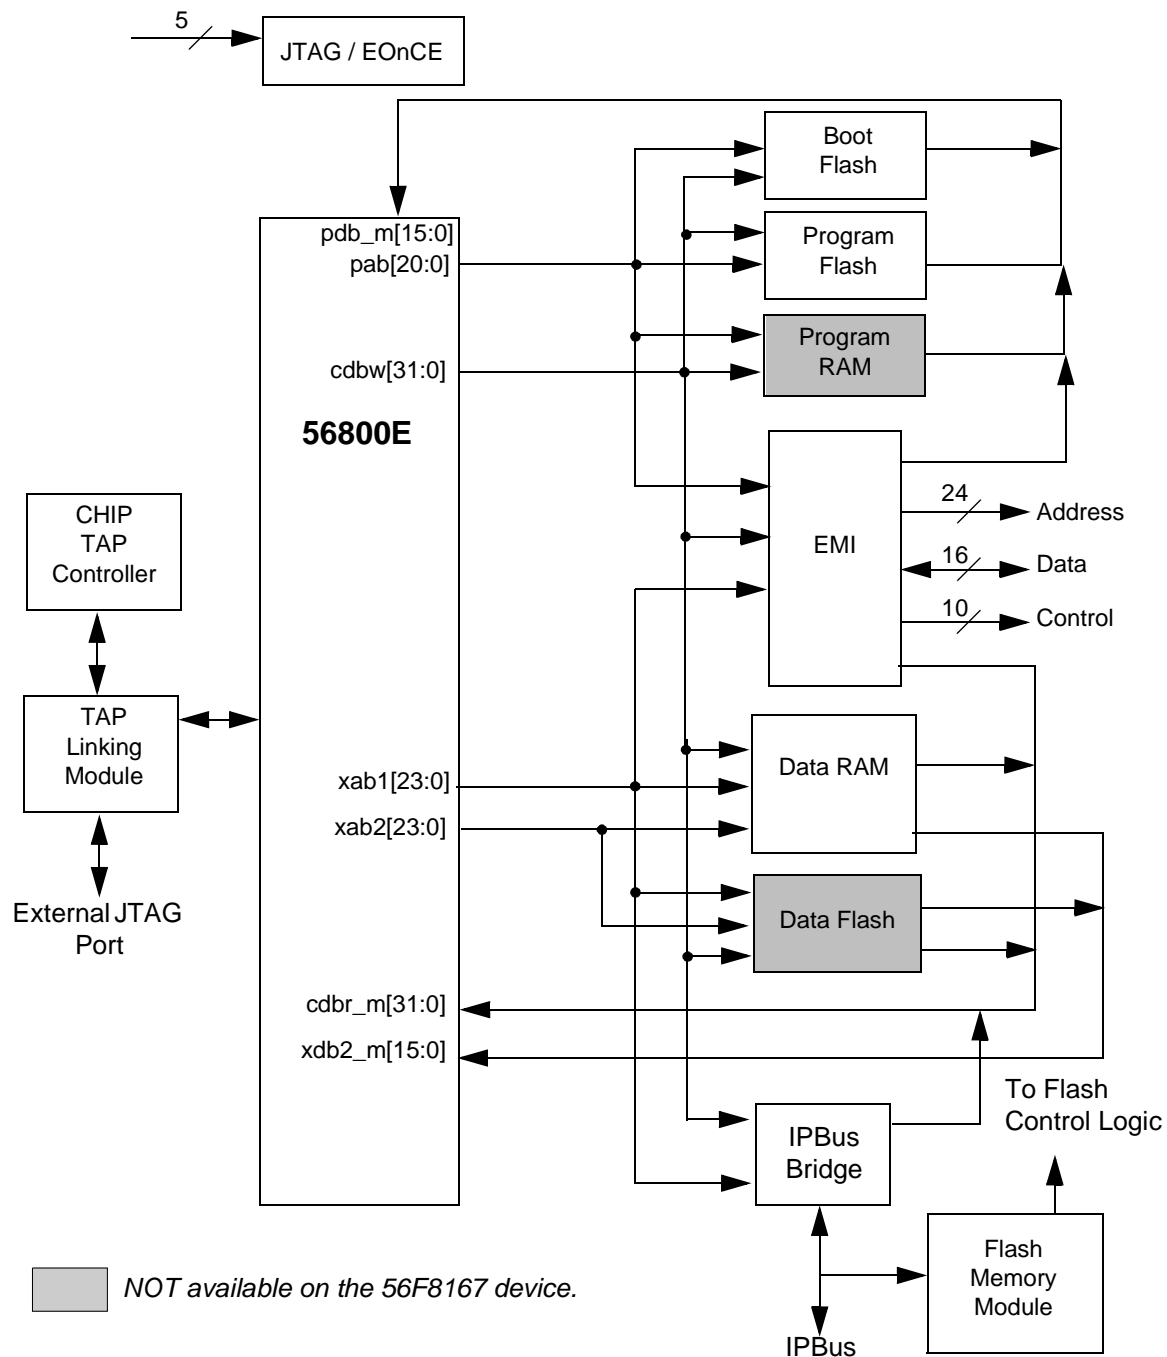 5
JTAG / EOnCE
Boot
Flash
pdb_m[15:0]
pab[20:0]
Program
Flash
Program
RAM
cdbw[31:0]
56800E
CHIP
TAP
Controller
EMI
24
Address
16
Data
10
Control
TAP
Linking
Module
xab1[23:0]
xab2[23:0]
Data RAM
External JTAG
Port
Data Flash
cdbr_m[31:0]
xdb2_m[15:0]
To Flash
Control Logic
IPBus
Bridge
Flash
Memory
Module
NOT available on the 56F8167 device.
IPBus